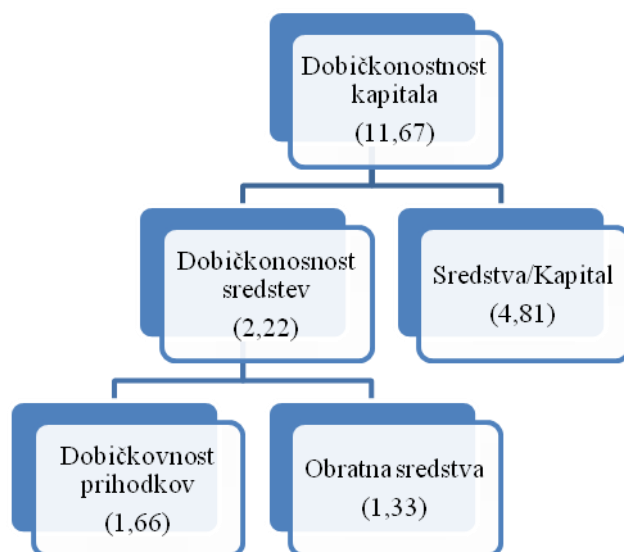 Dobičkonostnost
kapitala
(11,67)
Dobičkonosnost
sredstev
(2,22)
Sredstva/Kapital
(4,81)
Dobičkovnost
prihodkov
(1,66)
Obratna sredstva
(1,33)